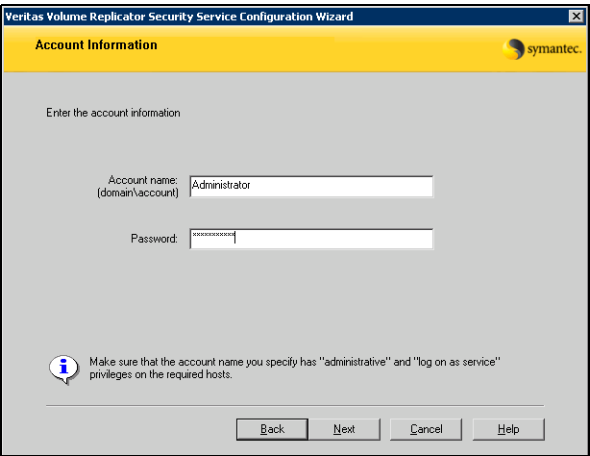 Veritas Volume Replicator Security Service Configuration Wizard
Account Information
symantec.
Enter the account information
Account name: Administrator
(domain\account)
Password: ***********
Make sure that the account name you specify has "administrative" and "log on as service"
privileges on the required hosts.
Back Next Cancel Help